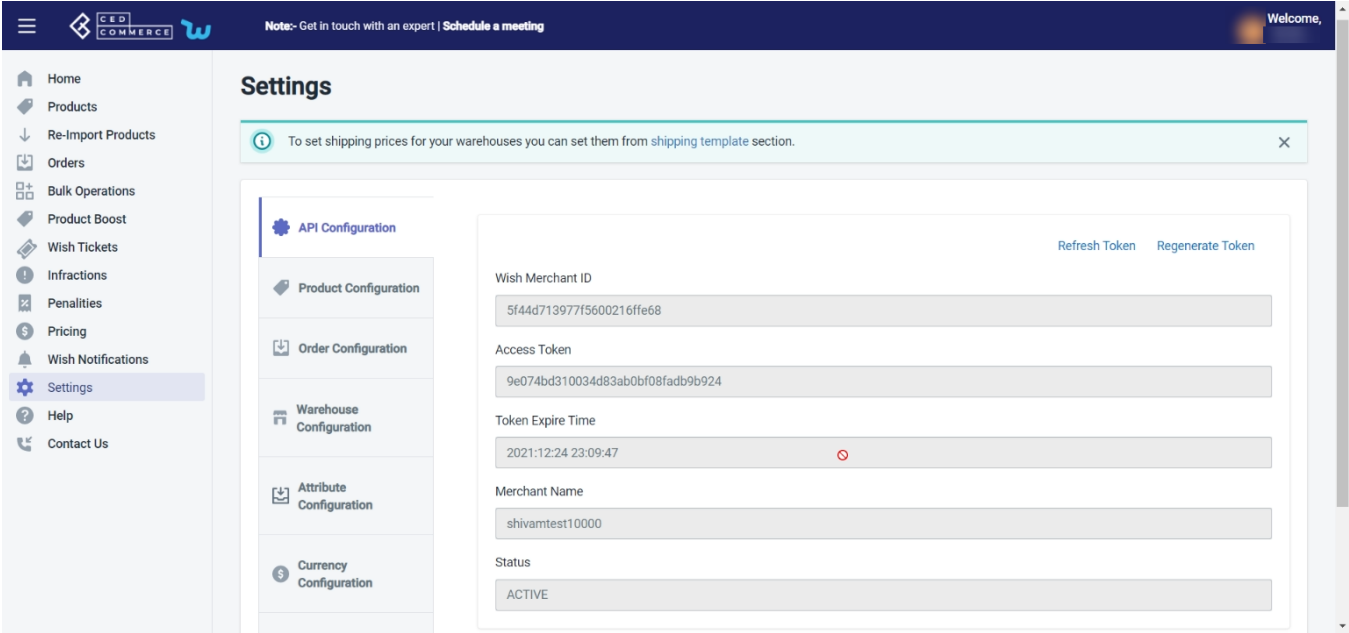 CED
COMMERCE
Note:- Get in touch with an expert | Schedule a meeting
Welcome,
Home
Products
Re-Import Products
Orders
Bulk Operations
Product Boost
Wish Tickets
Infractions
Penalities
Pricing
Wish Notifications
Settings
Help
Contact Us
Settings
To set shipping prices for your warehouses you can set them from shipping template section.
API Configuration
Product Configuration
Order Configuration
Warehouse
Configuration
Attribute
Configuration
Currency
Configuration
Refresh Token Regenerate Token
Wish Merchant ID
5f44d713977f5600216ffe68
Access Token
9e074bd310034d83ab0bf08fadb9b924
Token Expire Time
2021:12:24 23:09:47
Merchant Name
shivamtest10000
Status
ACTIVE